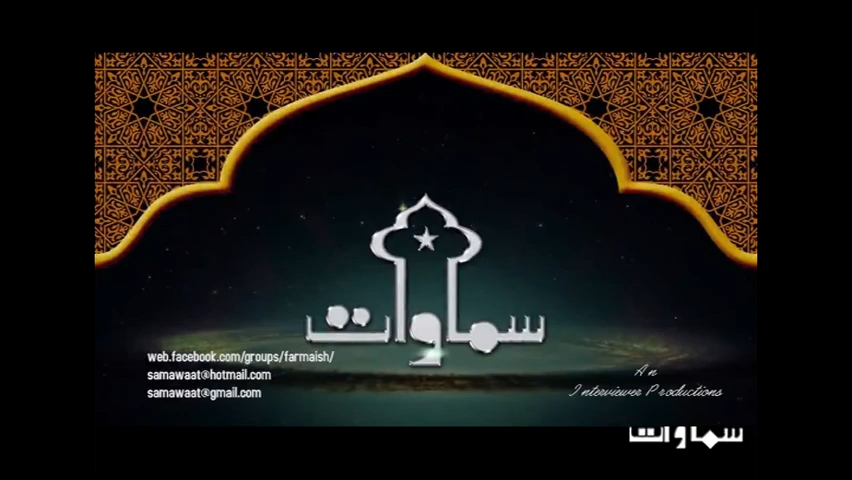 سماوات
web.facebook.com/groups/farmaish/
samawaat@hotmail.com
samawaat@gmail.com
An
Interviewer Productions
سماوات